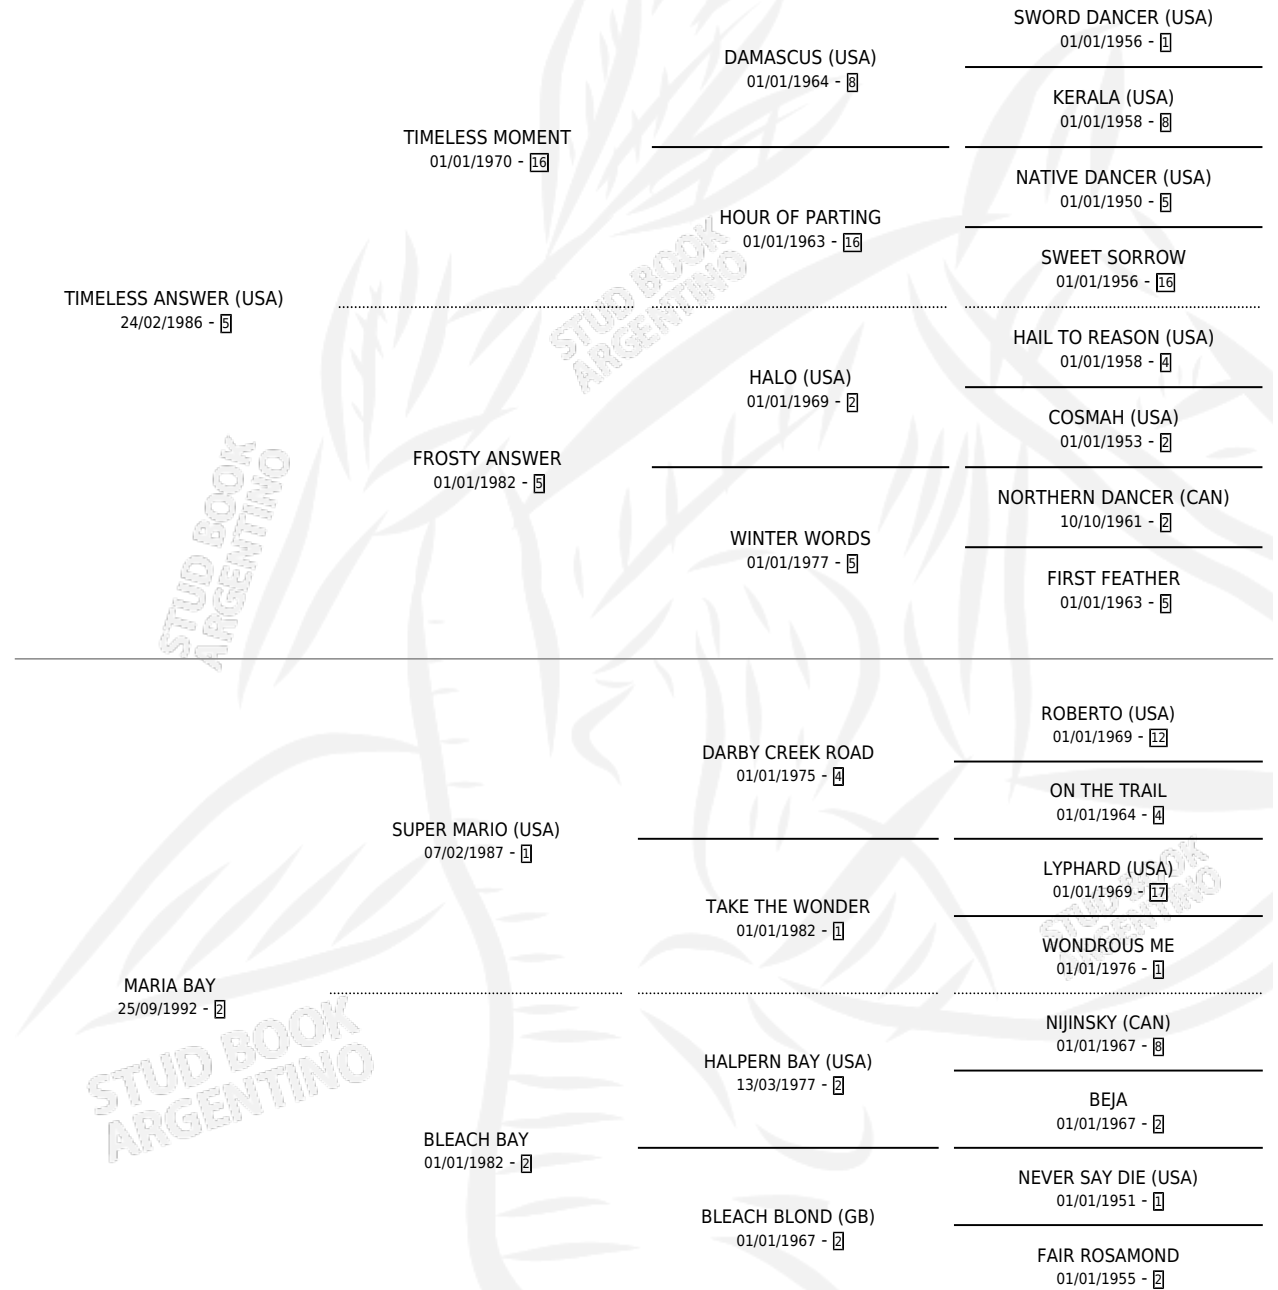 SWORD DANCER (USA)
01/01/1956 - 1
DAMASCUS (USA)
01/01/1964 - 8
KERALA (USA)
01/01/1958 - 8
TIMELESS MOMENT
01/01/1970 - 16
NATIVE DANCER (USA)
01/01/1950 - 5
HOUR OF PARTING
01/01/1963 - 16
SWEET SORROW
01/01/1956 - 16
TIMELESS ANSWER (USA)
24/02/1986 - 5
HAIL TO REASON (USA)
01/01/1958 - 4
HALO (USA)
01/01/1969 - 2
COSMAH (USA)
01/01/1953 - 2
FROSTY ANSWER
01/01/1982 - 5
NORTHERN DANCER (CAN)
10/10/1961 - 2
WINTER WORDS
01/01/1977 - 5
FIRST FEATHER
01/01/1963 - 5
ROBERTO (USA)
01/01/1969 - 12
DARBY CREEK ROAD
01/01/1975 - 4
ON THE TRAIL
01/01/1964 - 4
SUPER MARIO (USA)
07/02/1987 - 1
LYPHARD (USA)
01/01/1969 - 17
TAKE THE WONDER
01/01/1982 - 1
WONDROUS ME
01/01/1976 - 1
MARIA BAY
25/09/1992 - 2
NIJINSKY (CAN)
01/01/1967 - 8
HALPERN BAY (USA)
13/03/1977 - 2
BEJA
01/01/1967 - 2
BLEACH BAY
01/01/1982 - 2
NEVER SAY DIE (USA)
01/01/1951 - 1
BLEACH BLOND (GB)
01/01/1967 - 2
FAIR ROSAMOND
01/01/1955 - 2
STUD BOOK
ARGENTINO
STUD BOOK
ARGENTINO
STUD BOOK
ARGENTINO
STUD BOOK
ARGENTINO